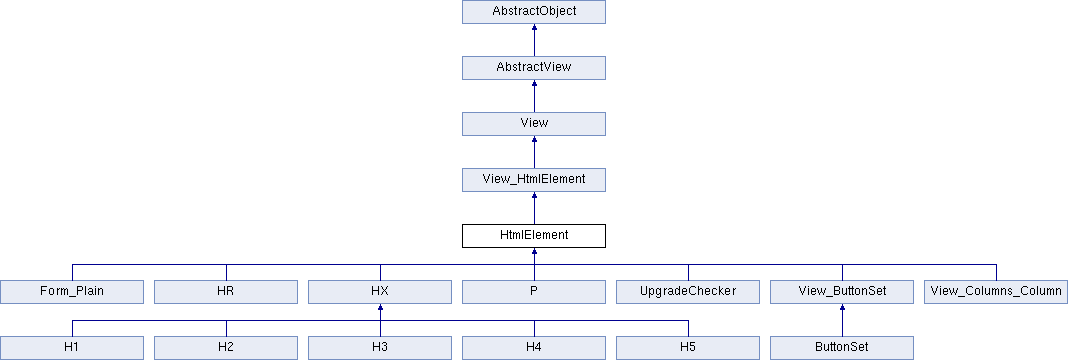 AbstractObject
AbstractView
View
View_HtmlElement
HtmlElement
Form_Plain HR HX P UpgradeChecker View_ButtonSet View_Columns_Column
H1 H2 H3 H4 H5 ButtonSet